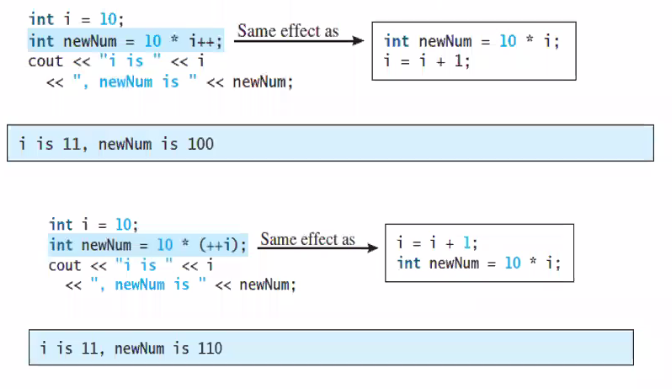 int i = 10;
int newNum = 10 * i++;
cout << "i is " << i
<< ", newNum is " << newNum;
Same effect as
int newNum = 10 * i;
i = i + 1;
i is 11, newNum is 100
int i = 10;
int newNum = 10 * (++i);
cout << "i is " << i
<< ", newNum is " << newNum;
Same effect as
i = i + 1;
int newNum = 10 * i;
i is 11, newNum is 110